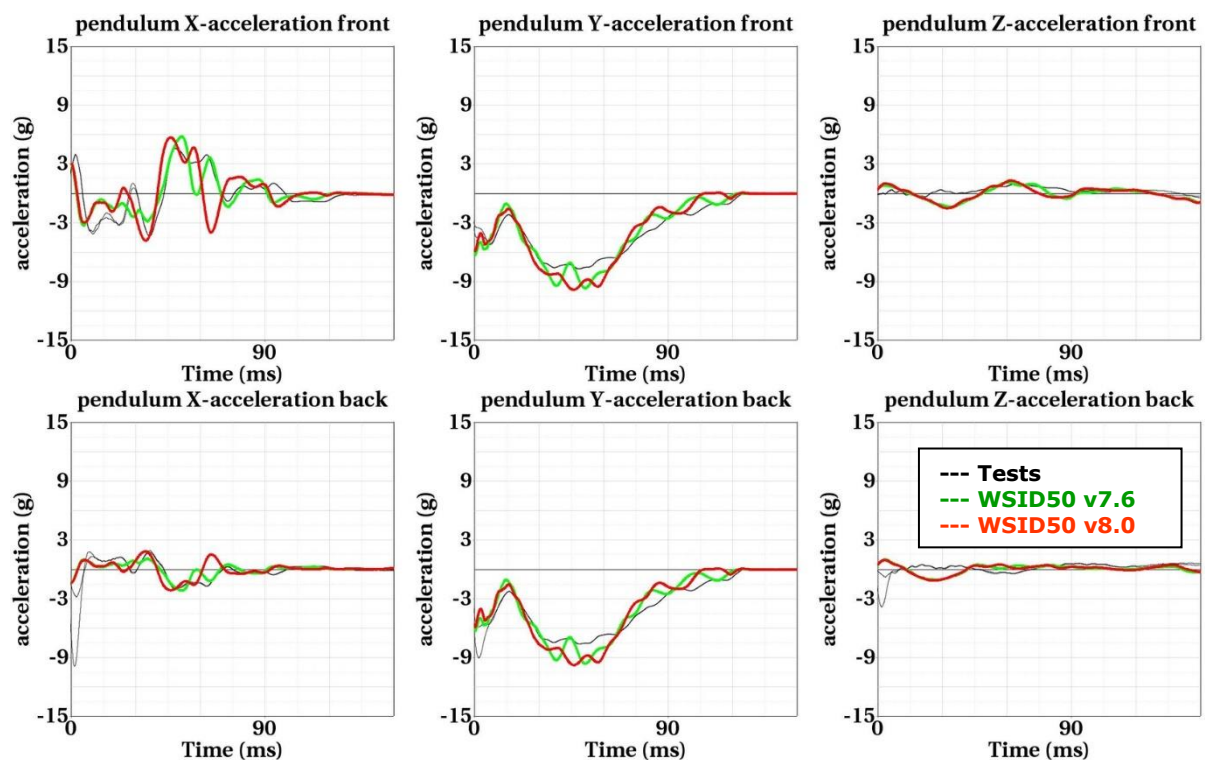 pendulum X-acceleration front
pendulum Y-acceleration front
pendulum Z-acceleration front
15
9
3
-3
-9
-15
acceleration (g)
0
90
Time (ms)
15
9
3
-3
-9
-15
acceleration (g)
0
90
Time (ms)
15
9
3
-3
-9
-15
acceleration (g)
0
90
Time (ms)
pendulum X-acceleration back
pendulum Y-acceleration back
pendulum Z-acceleration back
15
9
3
-3
-9
-15
acceleration (g)
0
90
Time (ms)
15
9
3
-3
-9
-15
acceleration (g)
0
90
Time (ms)
15
9
3
-3
-9
-15
acceleration (g)
0
90
Time (ms)
--- Tests
--- WSID50 v7.6
--- WSID50 v8.0